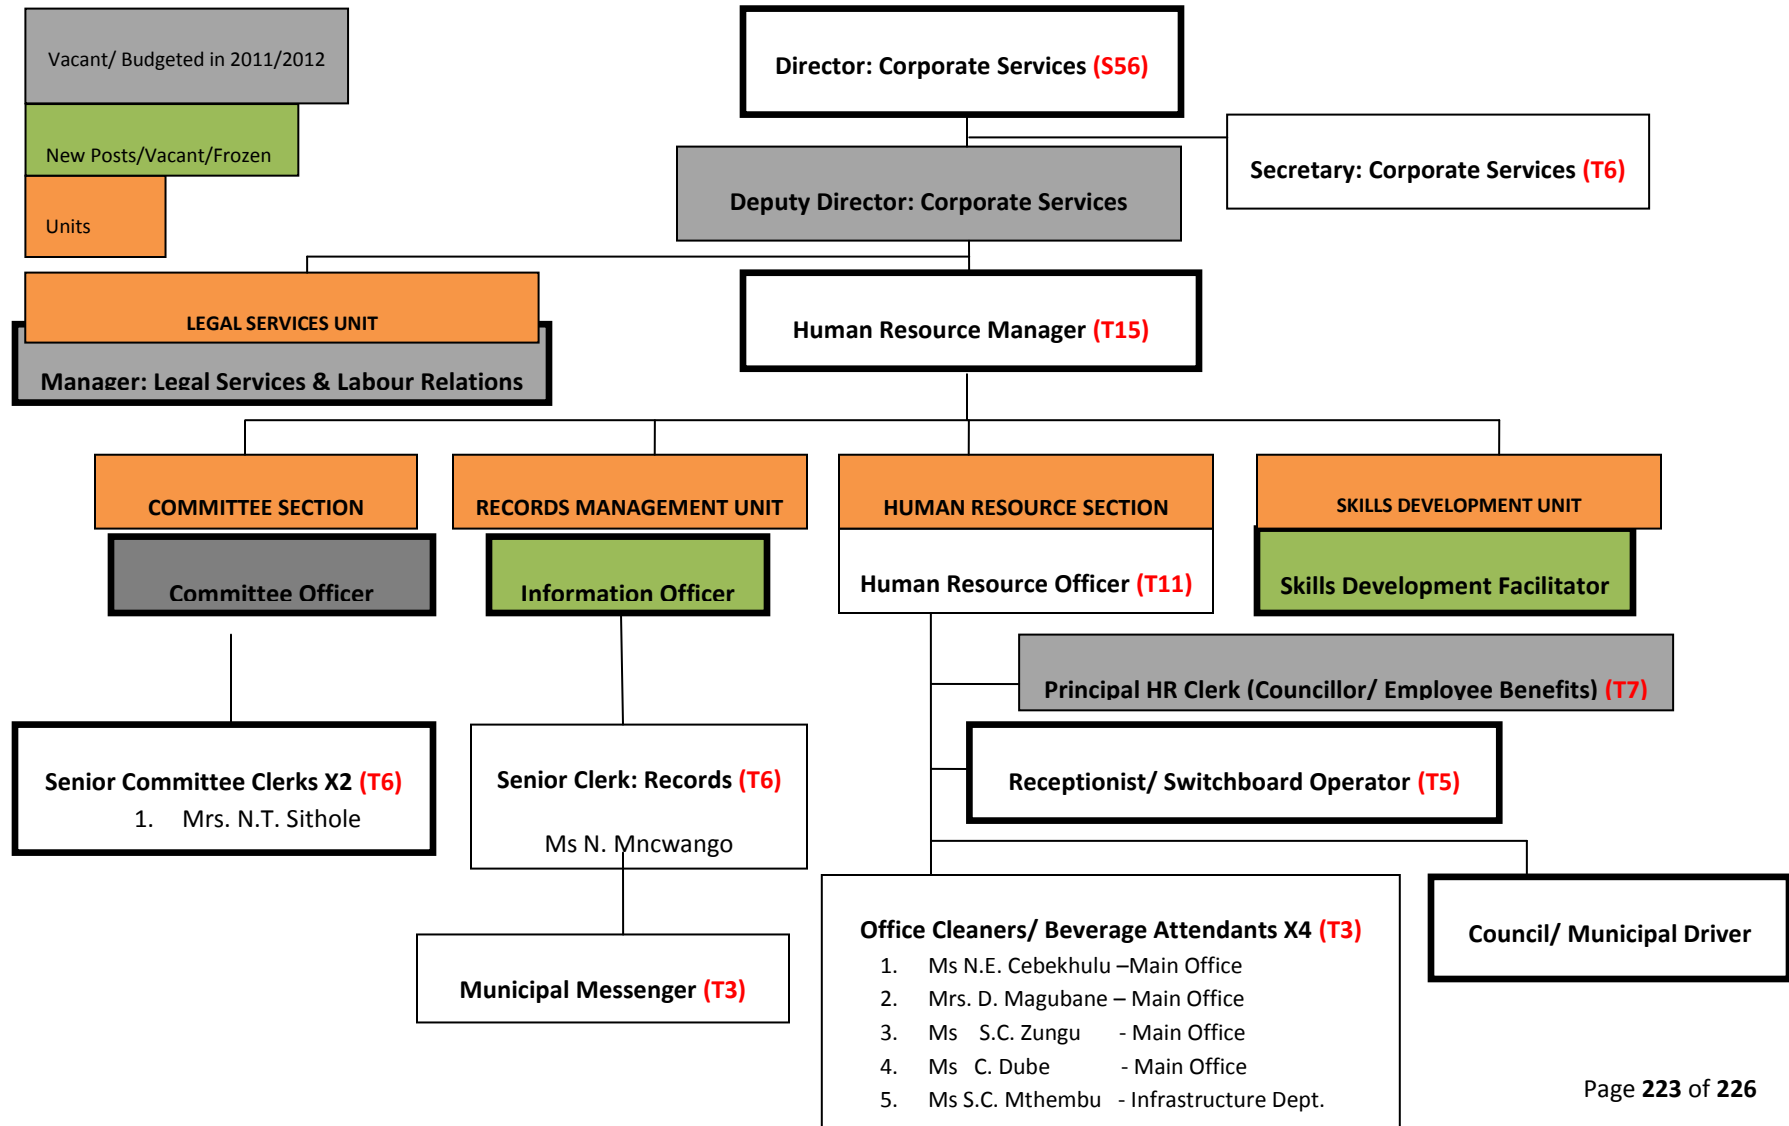 Vacant/ Budgeted in 2011/2012
New Posts/Vacant/Frozen
Units
Director: Corporate Services (S56)
Secretary: Corporate Services (T6)
Deputy Director: Corporate Services
LEGAL SERVICES UNIT
Manager: Legal Services & Labour Relations
Human Resource Manager (T15)
COMMITTEE SECTION
Committee Officer
RECORDS MANAGEMENT UNIT
Information Officer
HUMAN RESOURCE SECTION
Human Resource Officer (T11)
SKILLS DEVELOPMENT UNIT
Skills Development Facilitator
Principal HR Clerk (Councillor/ Employee Benefits) (T7)
Senior Committee Clerks X2 (T6)
1. Mrs. N.T. Sithole
Senior Clerk: Records (T6)
Ms N. Mncwango
Receptionist/ Switchboard Operator (T5)
Municipal Messenger (T3)
Office Cleaners/ Beverage Attendants X4 (T3)
1. Ms N.E. Cebekhulu –Main Office
2. Mrs. D. Magubane – Main Office
3. Ms S.C. Zungu - Main Office
4. Ms C. Dube - Main Office
5. Ms S.C. Mthembu - Infrastructure Dept.
Council/ Municipal Driver
Page 223 of 226